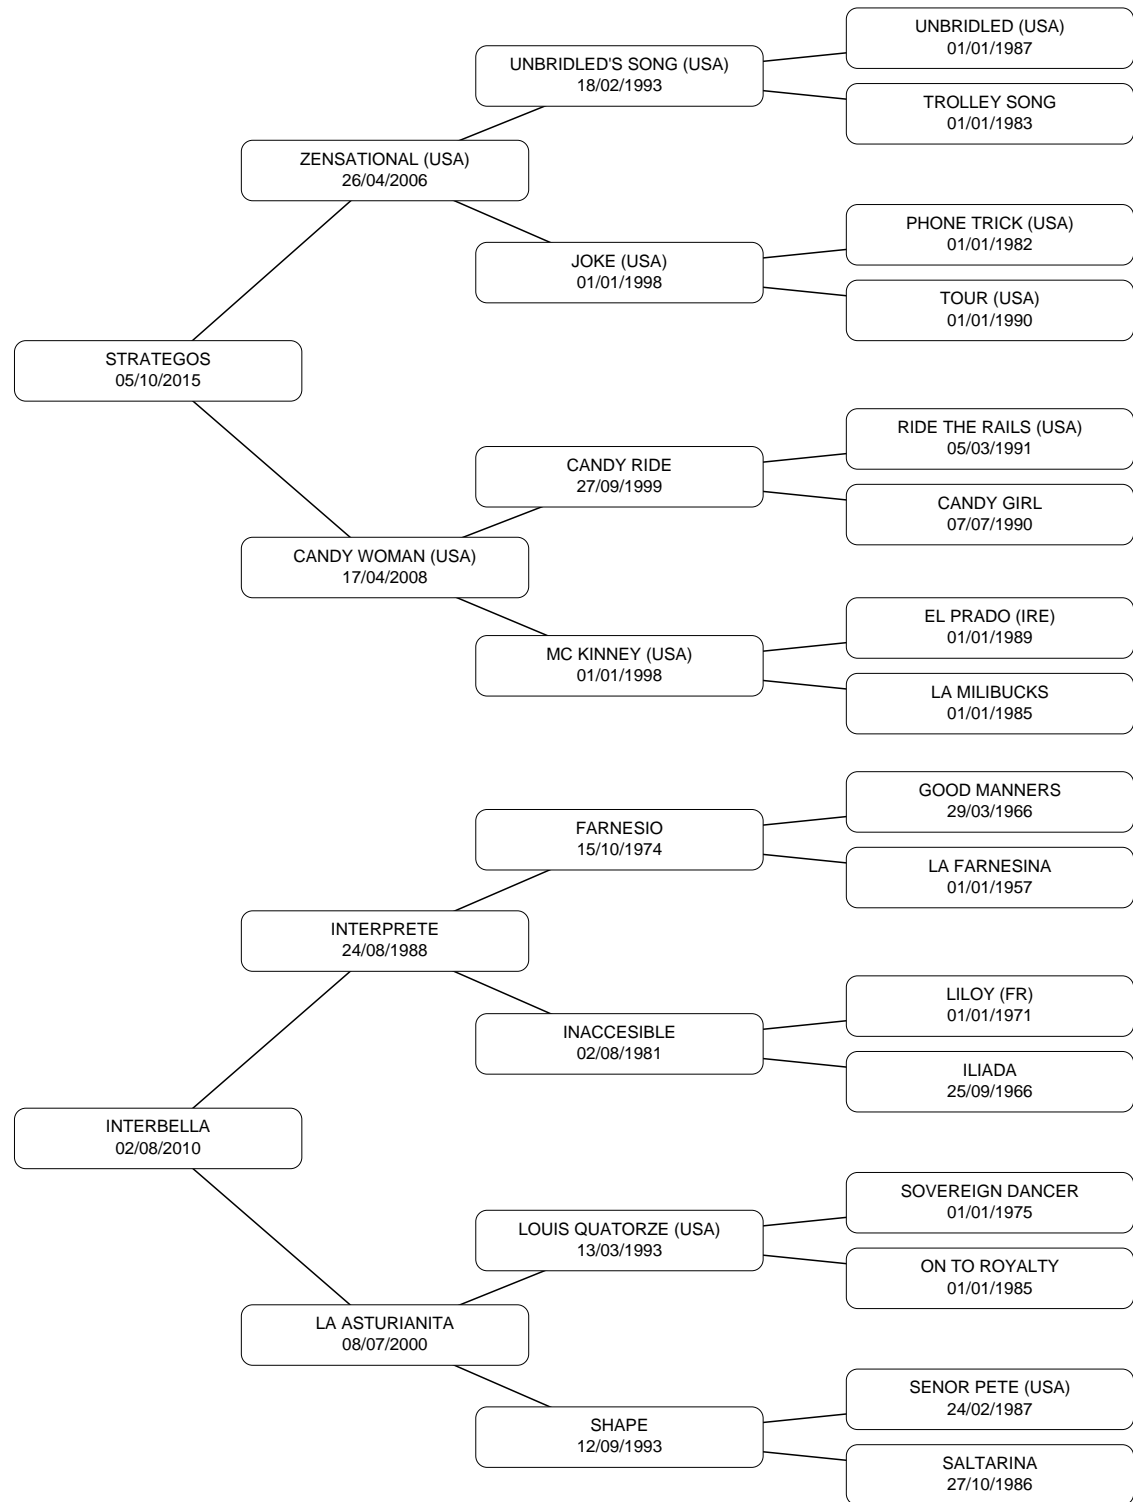 UNBRIDLED (USA)
01/01/1987
UNBRIDLED'S SONG (USA)
18/02/1993
TROLLEY SONG
01/01/1983
ZENSATIONAL (USA)
26/04/2006
PHONE TRICK (USA)
01/01/1982
JOKE (USA)
01/01/1998
TOUR (USA)
01/01/1990
STRATEGOS
05/10/2015
RIDE THE RAILS (USA)
05/03/1991
CANDY RIDE
27/09/1999
CANDY GIRL
07/07/1990
CANDY WOMAN (USA)
17/04/2008
EL PRADO (IRE)
01/01/1989
MC KINNEY (USA)
01/01/1998
LA MILIBUCKS
01/01/1985
GOOD MANNERS
29/03/1966
FARNESIO
15/10/1974
LA FARNESINA
01/01/1957
INTERPRETE
24/08/1988
LILOY (FR)
01/01/1971
INACCESIBLE
02/08/1981
ILIADA
25/09/1966
INTERBELLA
02/08/2010
SOVEREIGN DANCER
01/01/1975
LOUIS QUATORZE (USA)
13/03/1993
ON TO ROYALTY
01/01/1985
LA ASTURIANITA
08/07/2000
SENOR PETE (USA)
24/02/1987
SHAPE
12/09/1993
SALTARINA
27/10/1986